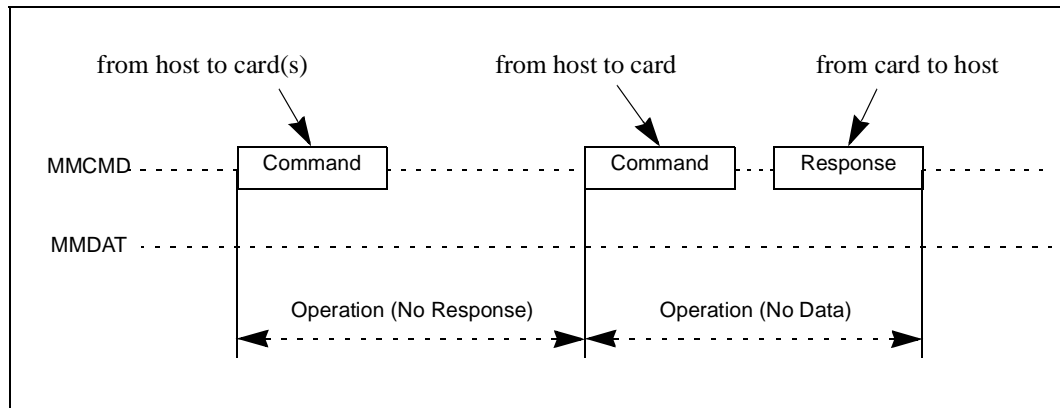 from host to card(s)
from host to card
from card to host
MMCMD
Command
Command
Response
MMDAT
Operation (No Response)
Operation (No Data)